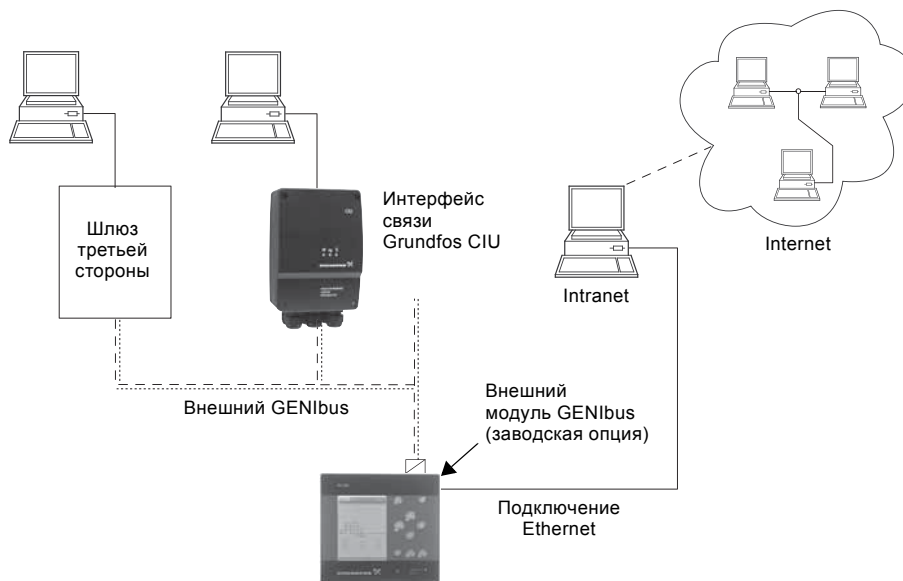 Шлюз
третьей
стороны
Интерфейс
связи
Grundfos CIU
Internet
Intranet
Внешний GENIbus
Внешний
модуль GENIbus
(заводская опция)
Подключение
Ethernet